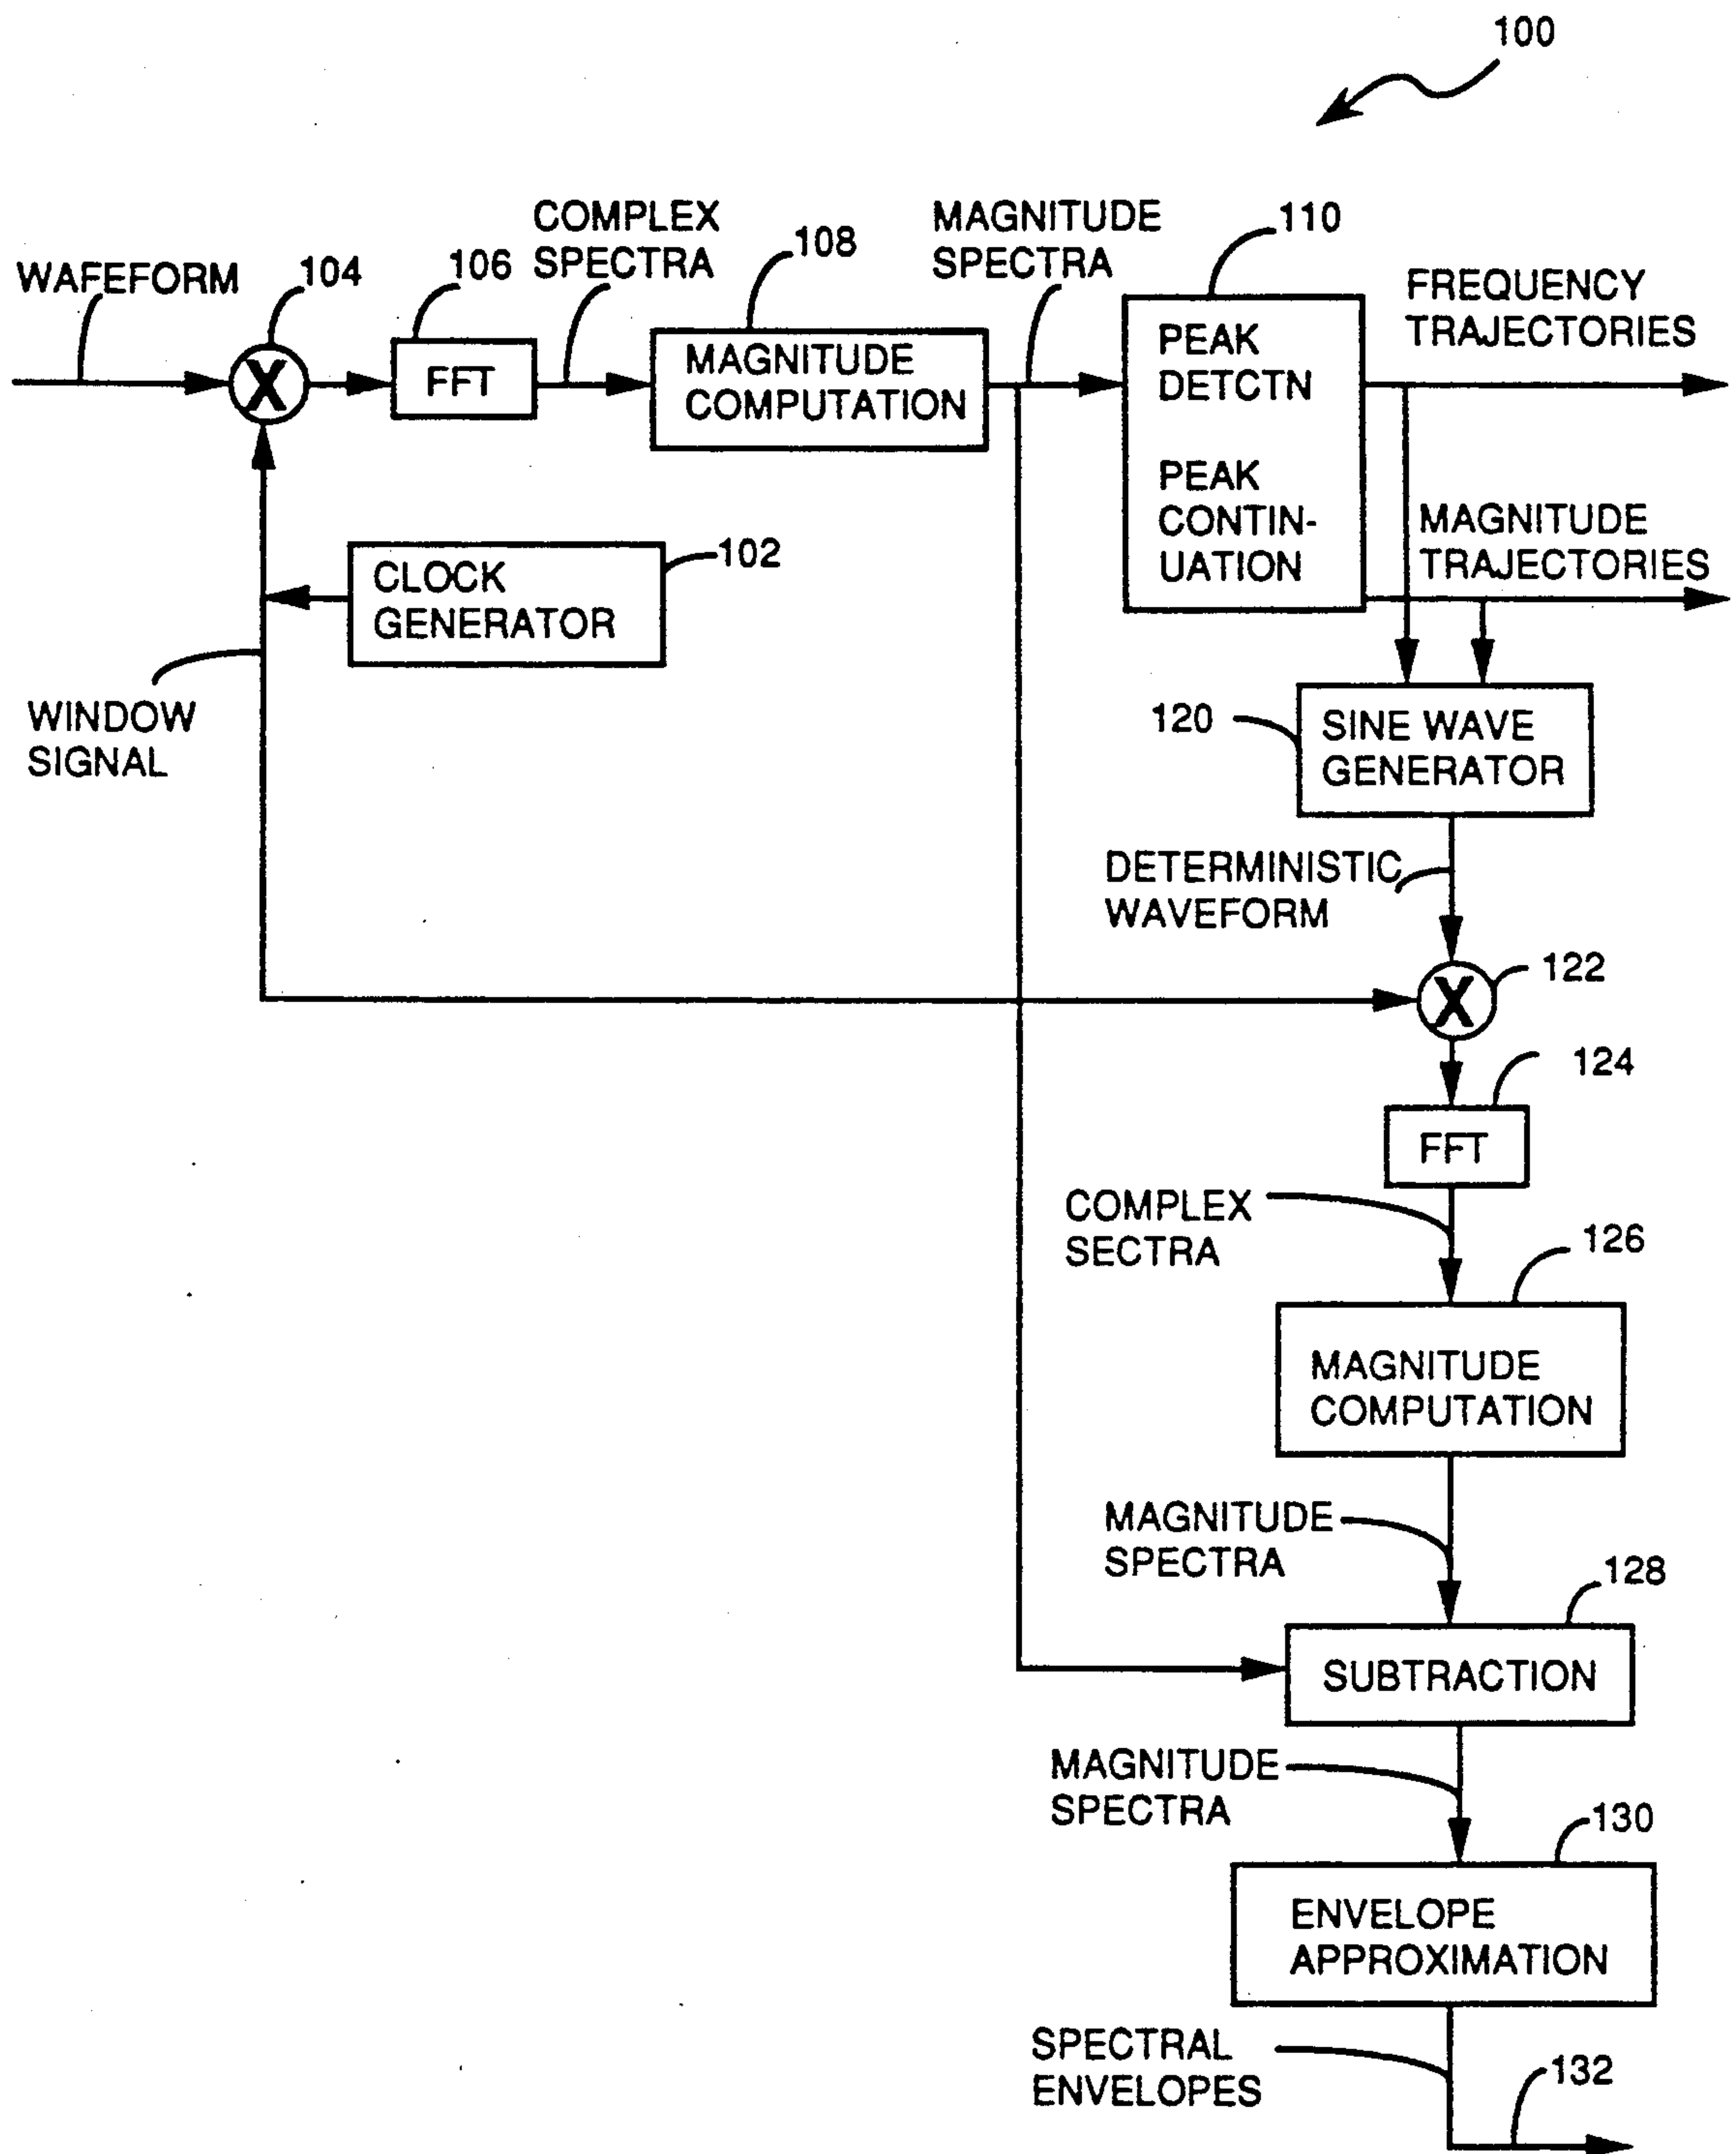 100
COMPLEX
SPECTRA
108
MAGNITUDE
SPECTRA
110
WAFEFORM
104
106
FREQUENCY
TRAJECTORIES
X
FFT
MAGNITUDE
COMPUTATION
PEAK
DETCTN
PEAK
CONTIN-
UATION
MAGNITUDE
TRAJECTORIES
CLOCK
GENERATOR
102
WINDOW
SIGNAL
120
SINE WAVE
GENERATOR
DETERMINISTIC
WAVEFORM
X
122
124
FFT
COMPLEX
SECTRA
126
MAGNITUDE
COMPUTATION
MAGNITUDE
SPECTRA
128
SUBTRACTION
MAGNITUDE
SPECTRA
130
ENVELOPE
APPROXIMATION
SPECTRAL
ENVELOPES
132